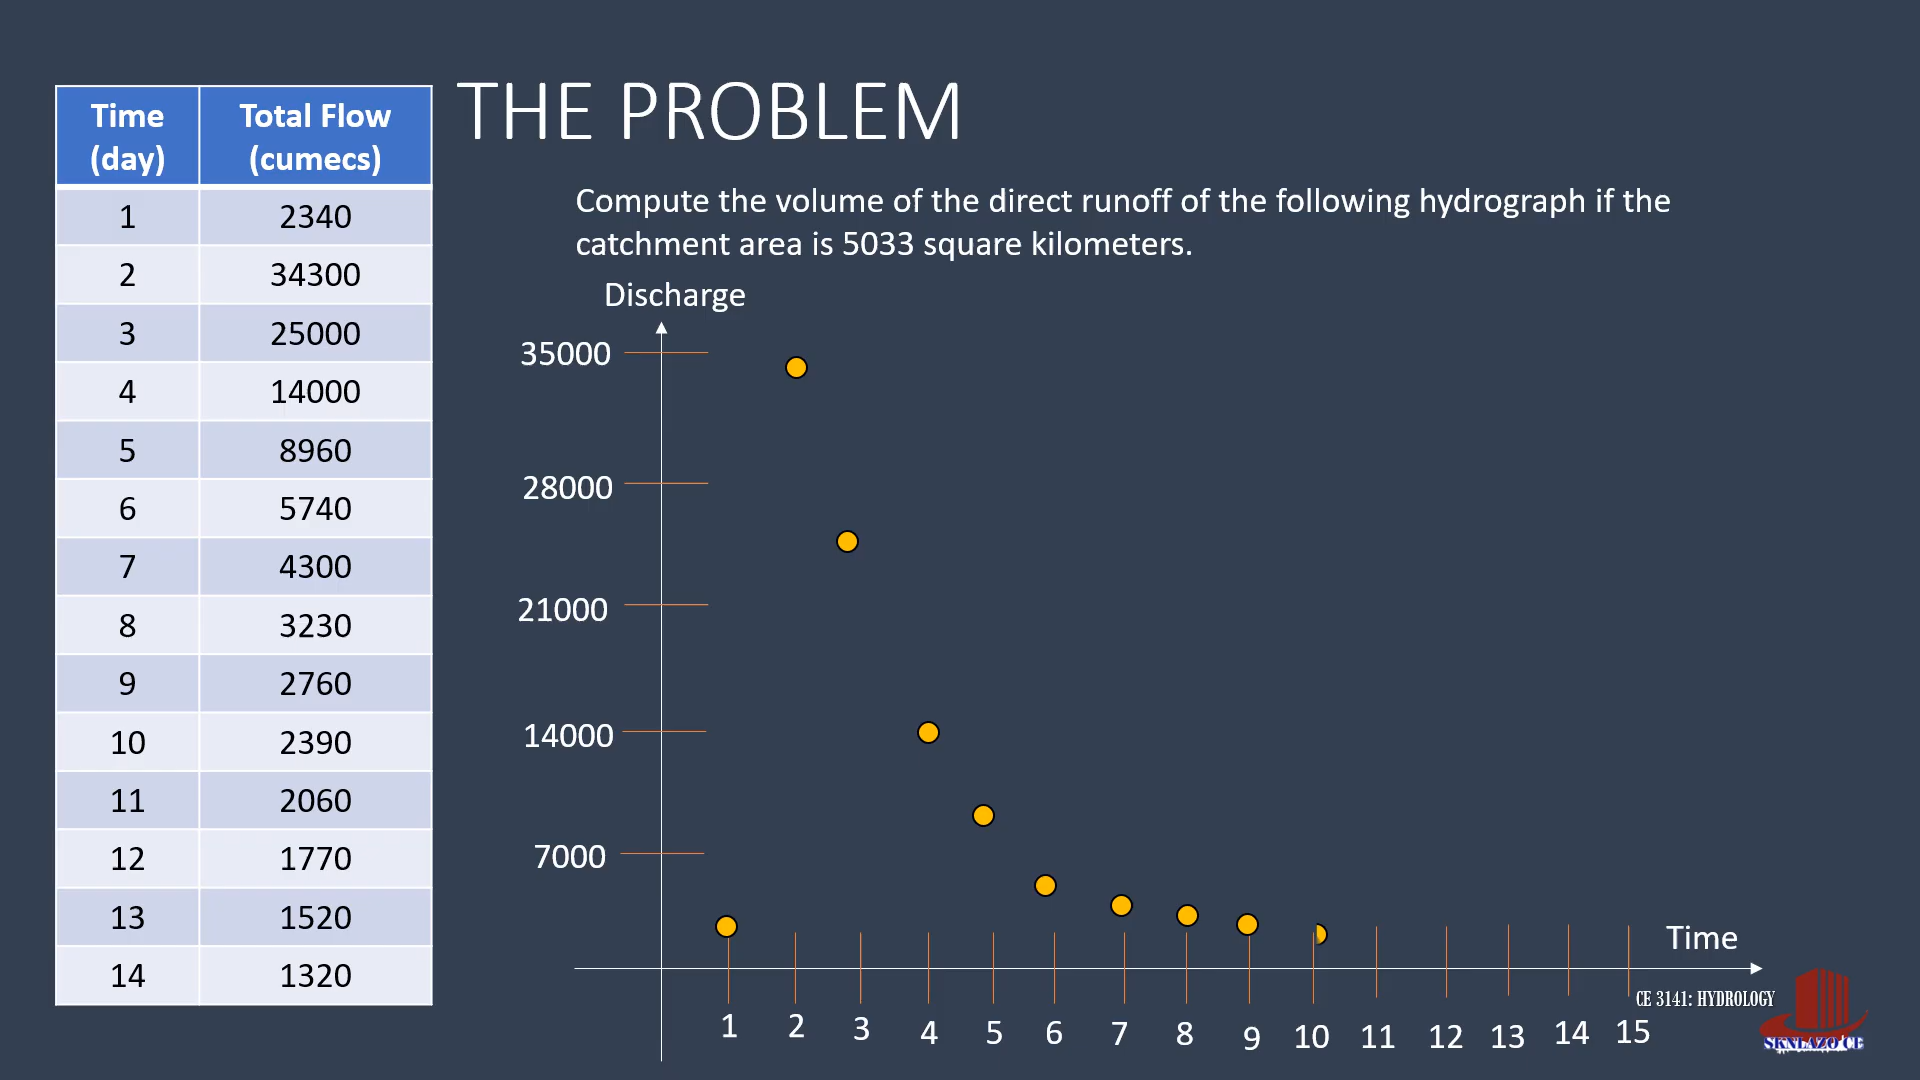 THE PROBLEM
Time (day) Total Flow (cumecs)
1 2340
2 34300
3 25000
4 14000
5 8960
6 5740
7 4300
8 3230
9 2760
10 2390
11 2060
12 1770
13 1520
14 1320
Compute the volume of the direct runoff of the following hydrograph if the
catchment area is 5033 square kilometers.
Discharge
35000
28000
21000
14000
7000
Time
1 2 3 4 5 6 7 8 9 10 11 12 13 14 15
CE 3141: HYDROLOGY
SKNLAZO CE